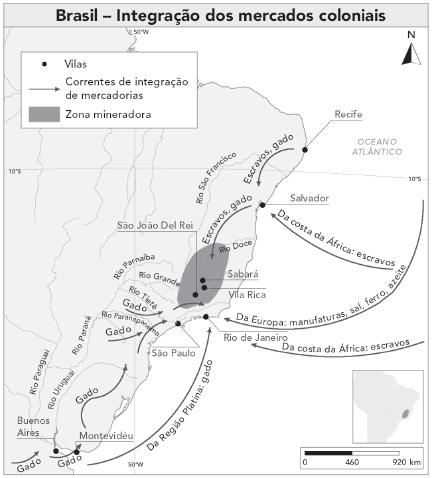 Brasil – Integração dos mercados coloniais
50°W
N
Vilas
Correntes de integração
de mercadorias
Zona mineradora
Recife
OCEANO
ATLÂNTICO
Escravos, gado
Rio São Francisco
10°S
10°S
Salvador
Escravos, gado
São João Del Rei
Da costa da África: escravos
Rio Doce
Rio Parnaíba
Rio Grande
Sabará
Vila Rica
Rio Tietê
Gado
Da Europa: manufaturas, sal, ferro, azeite
Rio Paranapanema
Gado
Rio de Janeiro
São Paulo
Da costa da África: escravos
Rio Paraná
Rio Paraguai
Rio Uruguai
Gado
Da Região Platina: gado
Buenos
Aires
Montevidéu
Gado
Gado
50°W
0
460
920 km